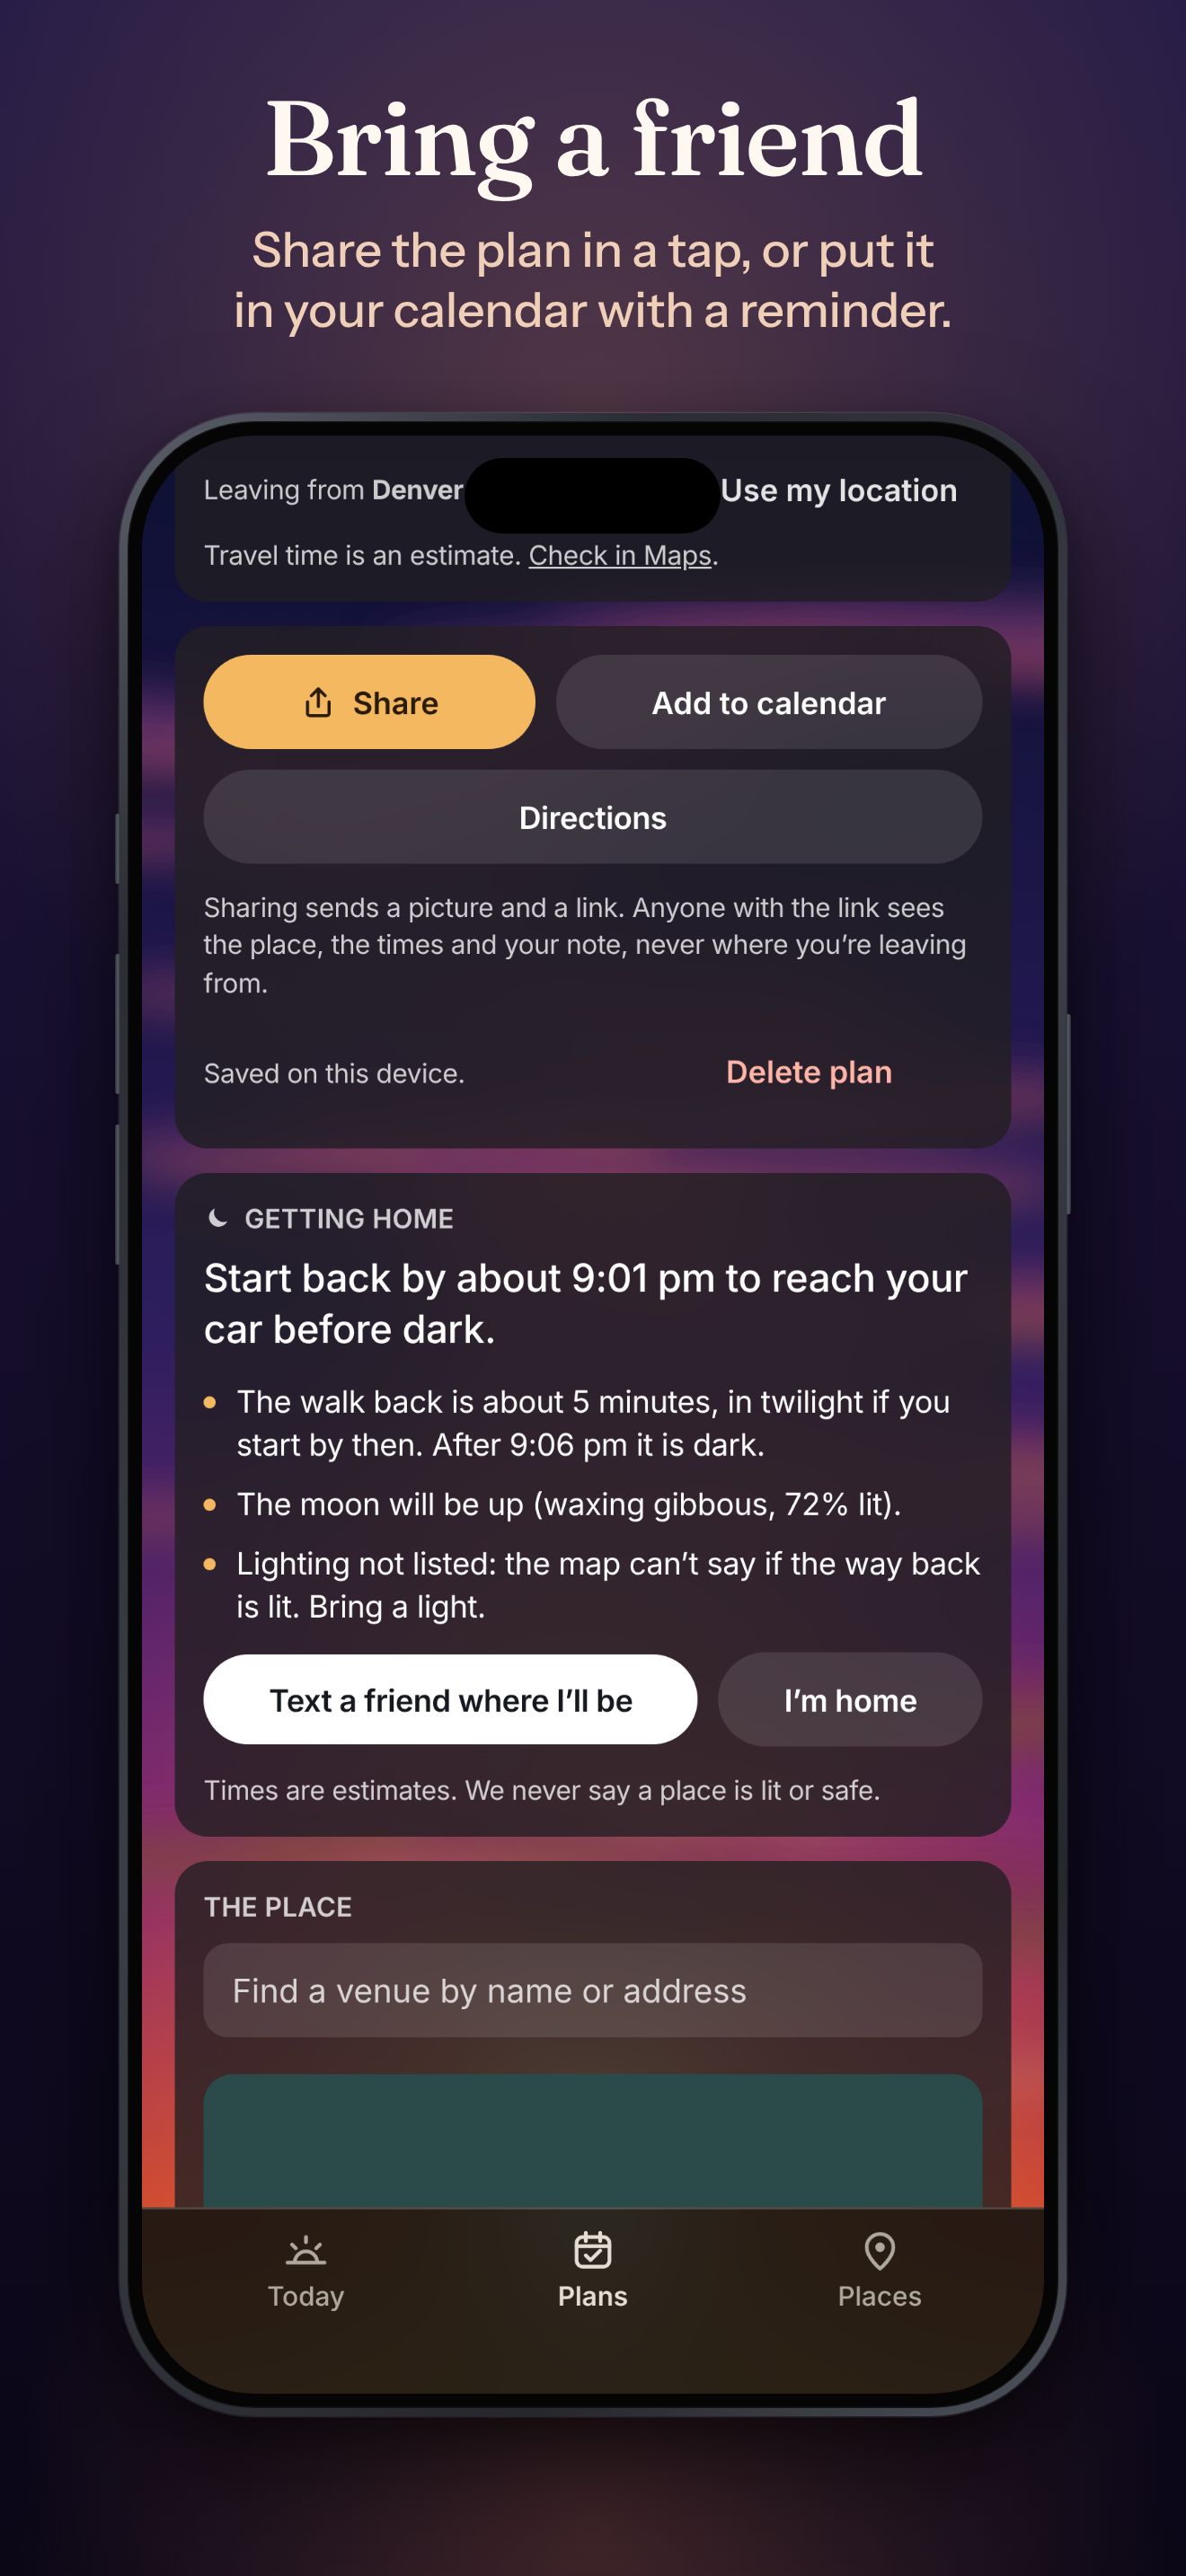 Bring a friend
Share the plan in a tap, or put it
in your calendar with a reminder.
Leaving from Denver Use my location
Travel time is an estimate. Check in Maps.
Share Add to calendar
Directions
Sharing sends a picture and a link. Anyone with the link sees
the place, the times and your note, never where you’re leaving
from.
Saved on this device. Delete plan
GETTING HOME
Start back by about 9:01 pm to reach your
car before dark.
The walk back is about 5 minutes, in twilight if you
start by then. After 9:06 pm it is dark.
The moon will be up (waxing gibbous, 72% lit).
Lighting not listed: the map can’t say if the way back
is lit. Bring a light.
Text a friend where I’ll be I’m home
Times are estimates. We never say a place is lit or safe.
THE PLACE
Find a venue by name or address
Today Plans Places